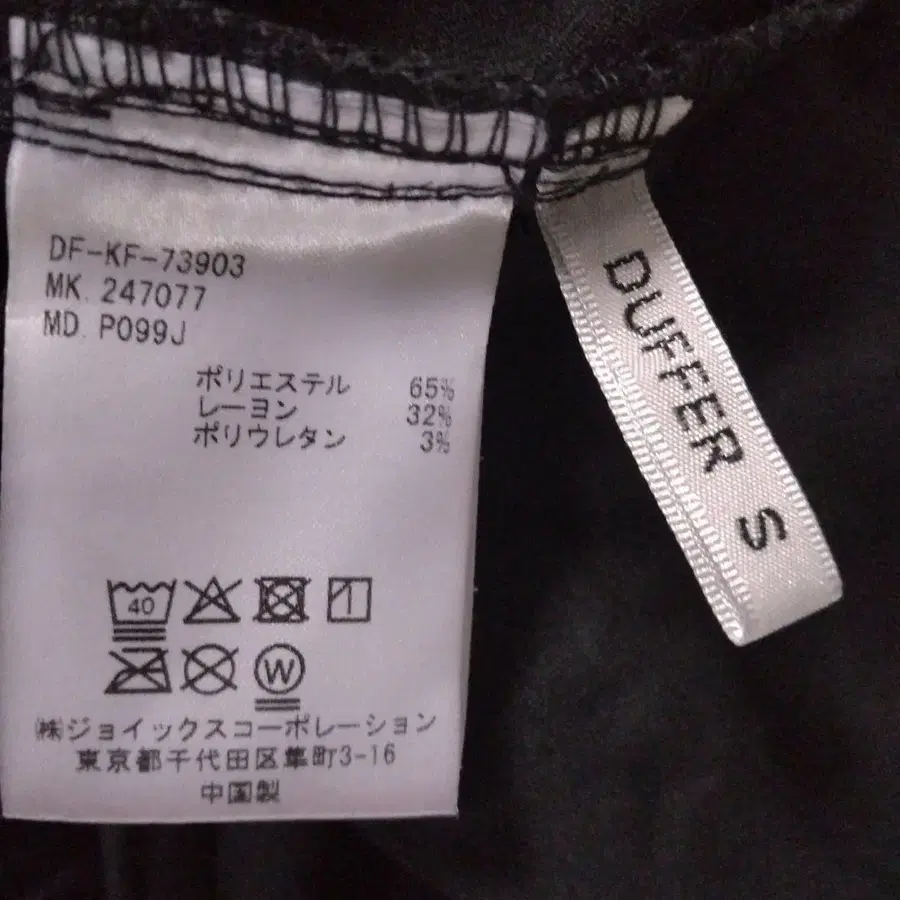 DF-KF-73903
MK. 247077
MD. P099J
ポリエステル 65%
レーヨン 32%
ポリウレタン 3%
40
W
㈱ジョイックスコーポレーション
東京都千代田区隼町3-16
中国製
DUFFER S